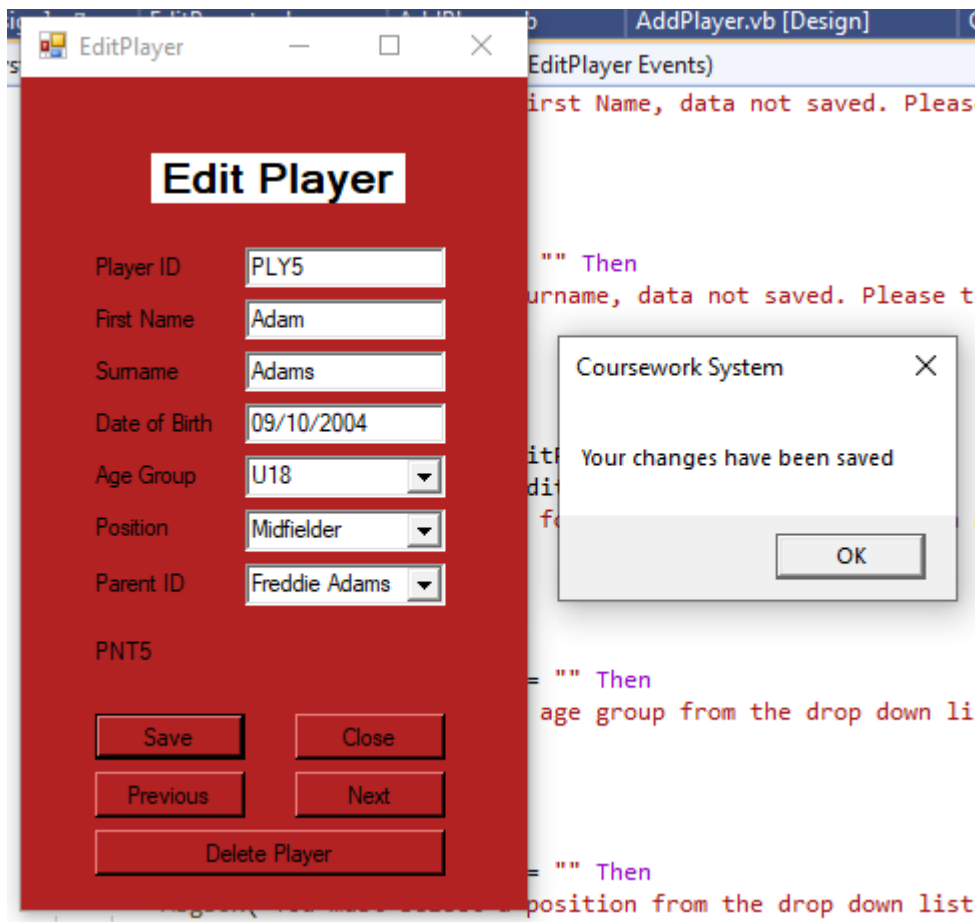 AddPlayer.vb [Design]
EditPlayer
EditPlayer Events)
irst Name, data not saved. Pleas
Edit Player
Player ID PLY5
"" Then
urname, data not saved. Please t
First Name Adam
Surname Adams
Date of Birth 09/10/2004
Age Group U18
Position Midfielder
Parent ID Freddie Adams
PNT5
Save Close
Previous Next
Delete Player
Coursework System
Your changes have been saved
OK
= "" Then
age group from the drop down li
= "" Then
position from the drop down list